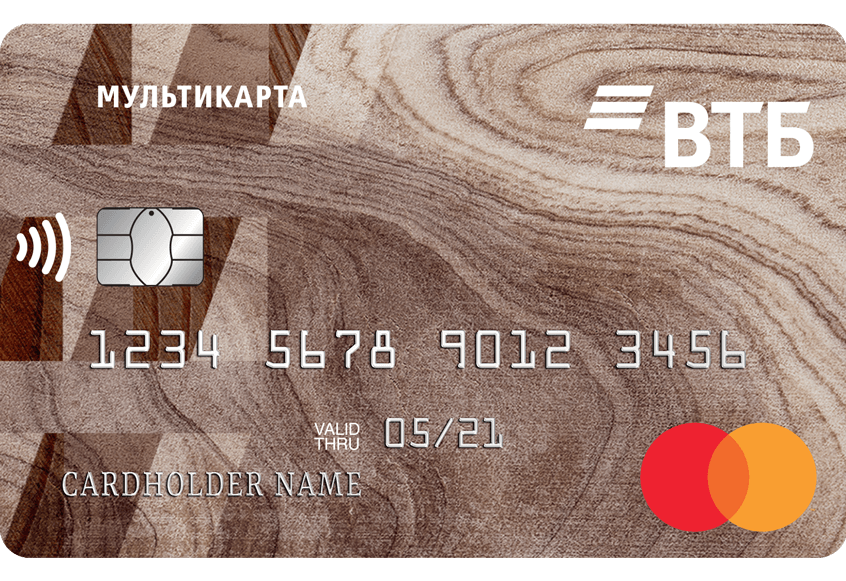 МУЛЬТИКАРТА
ВТБ
1234 5678 9012 3456
VALID
THRU
05/21
CARDHOLDER NAME